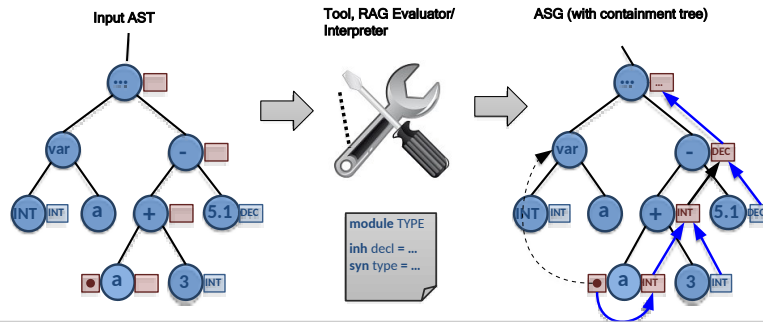 Input AST
Tool, RAG Evaluator/
Interpreter
ASG (with containment tree)
...
var
-
INT
INT
a
+
5.1
DEC
a
3
INT
module TYPE
inh decl = ...
syn type = ...
...
...
var
-
DEC
INT
INT
a
+
INT
5.1
DEC
a
INT
3
INT